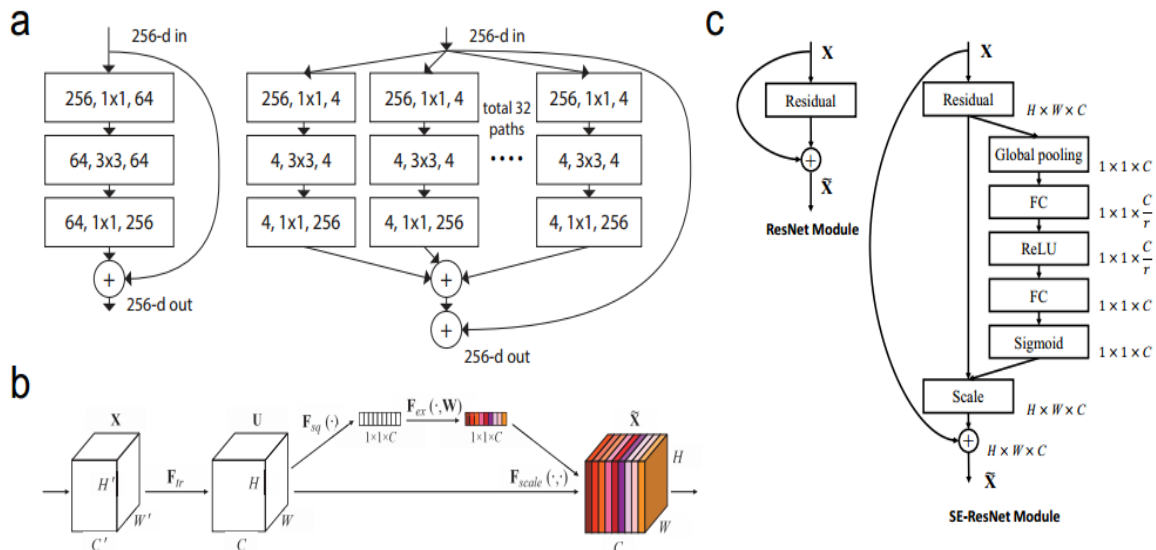 a
256-d in
256, 1x1, 64
64, 3x3, 64
64, 1x1, 256
+
256-d out
256-d in
256, 1x1, 4
256, 1x1, 4
total 32
paths
256, 1x1, 4
4, 3x3, 4
4, 3x3, 4
....
4, 3x3, 4
4, 1x1, 256
4, 1x1, 256
4, 1x1, 256
+
+
256-d out
b
X
H'
W'
C'
F_tr
U
H
W
C
F_sq (·)
1×1×C
F_ex (·,W)
1×1×C
F_scale (·,·)
X̃
H
W
C
c
X
Residual
+
X̃
ResNet Module
X
Residual
H × W × C
Global pooling
1 × 1 × C
FC
1 × 1 × C/r
ReLU
1 × 1 × C/r
FC
1 × 1 × C
Sigmoid
1 × 1 × C
Scale
H × W × C
+
H × W × C
X̃
SE-ResNet Module